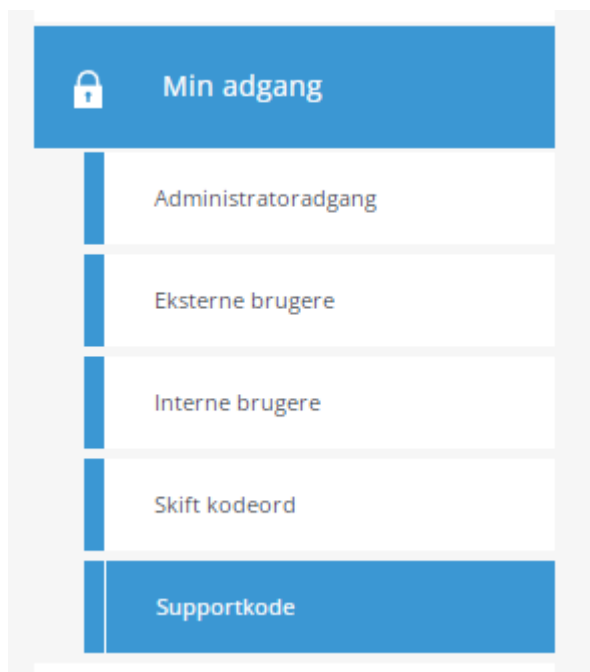 Min adgang
Administratoradgang
Eksterne brugere
Interne brugere
Skift kodeord
Supportkode